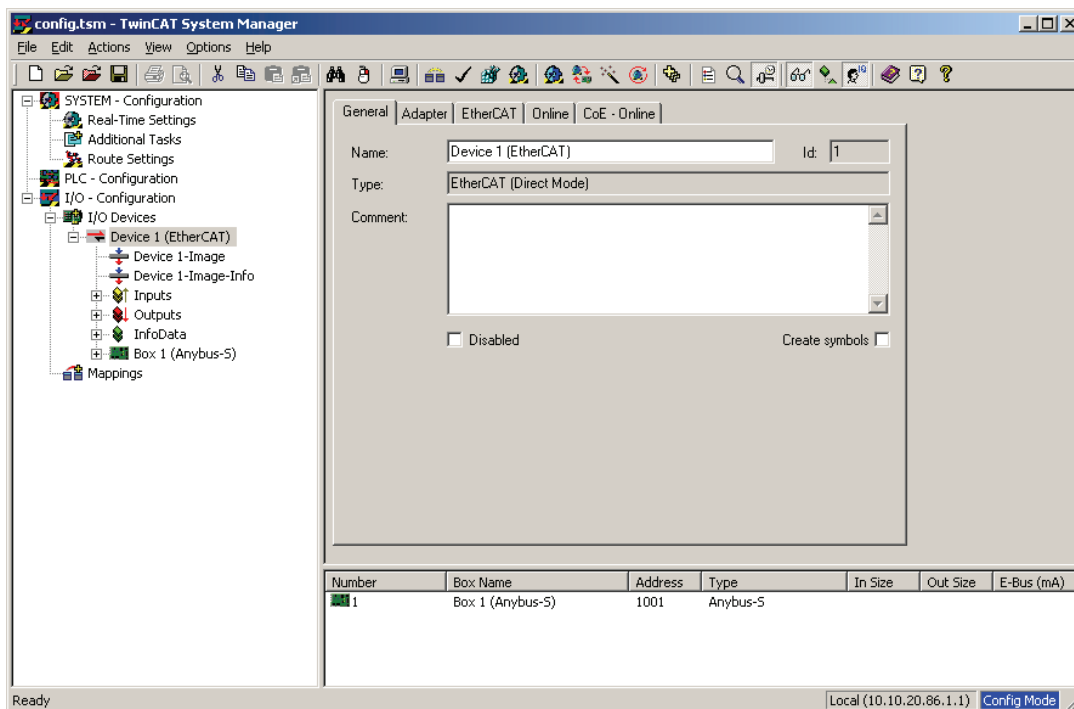 config.tsm - TwinCAT System Manager
File Edit Actions View Options Help
SYSTEM - Configuration
Real-Time Settings
Additional Tasks
Route Settings
PLC - Configuration
I/O - Configuration
I/O Devices
Device 1 (EtherCAT)
Device 1-Image
Device 1-Image-Info
Inputs
Outputs
InfoData
Box 1 (Anybus-S)
Mappings
General Adapter EtherCAT Online CoE - Online
Name: Device 1 (EtherCAT) Id: 1
Type: EtherCAT (Direct Mode)
Comment:
Disabled Create symbols
Number Box Name Address Type In Size Out Size E-Bus (mA)
1 Box 1 (Anybus-S) 1001 Anybus-S
Ready Local (10.10.20.86.1.1) Config Mode